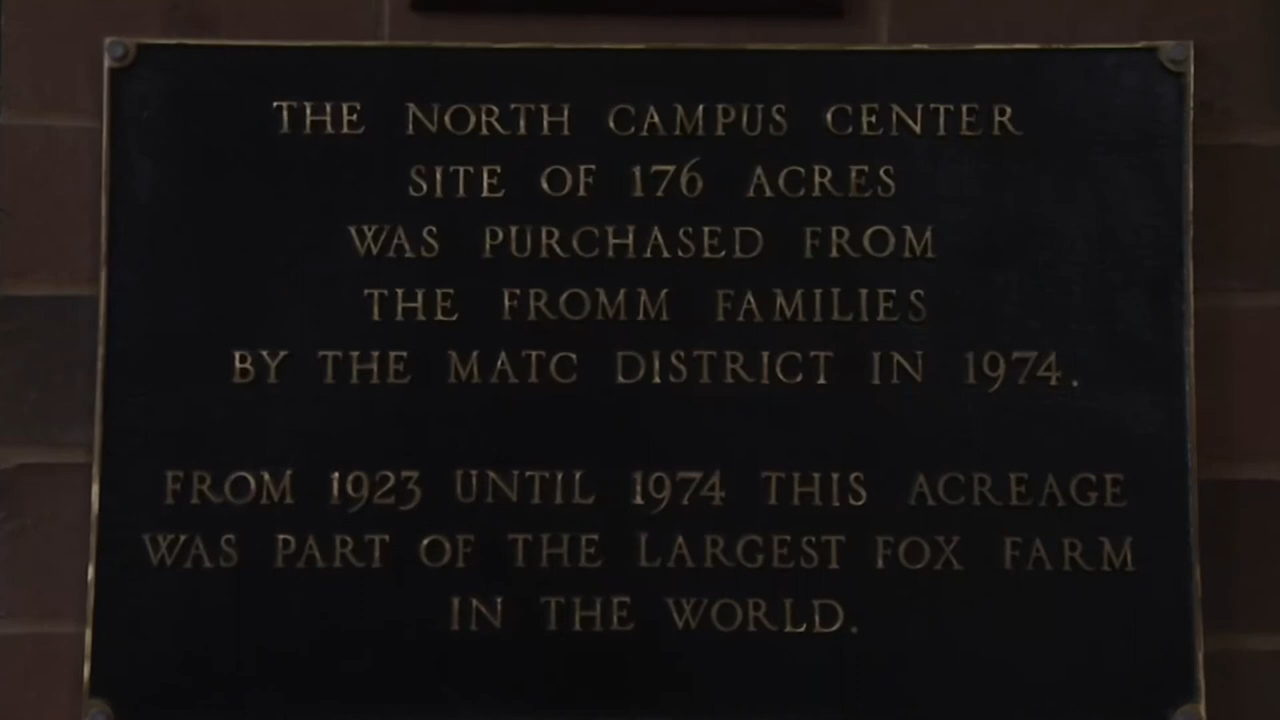 THE NORTH CAMPUS CENTER
SITE OF 176 ACRES
WAS PURCHASED FROM
THE FROMM FAMILIES
BY THE MATC DISTRICT IN 1974.
FROM 1923 UNTIL 1974 THIS ACREAGE
WAS PART OF THE LARGEST FOX FARM
IN THE WORLD.